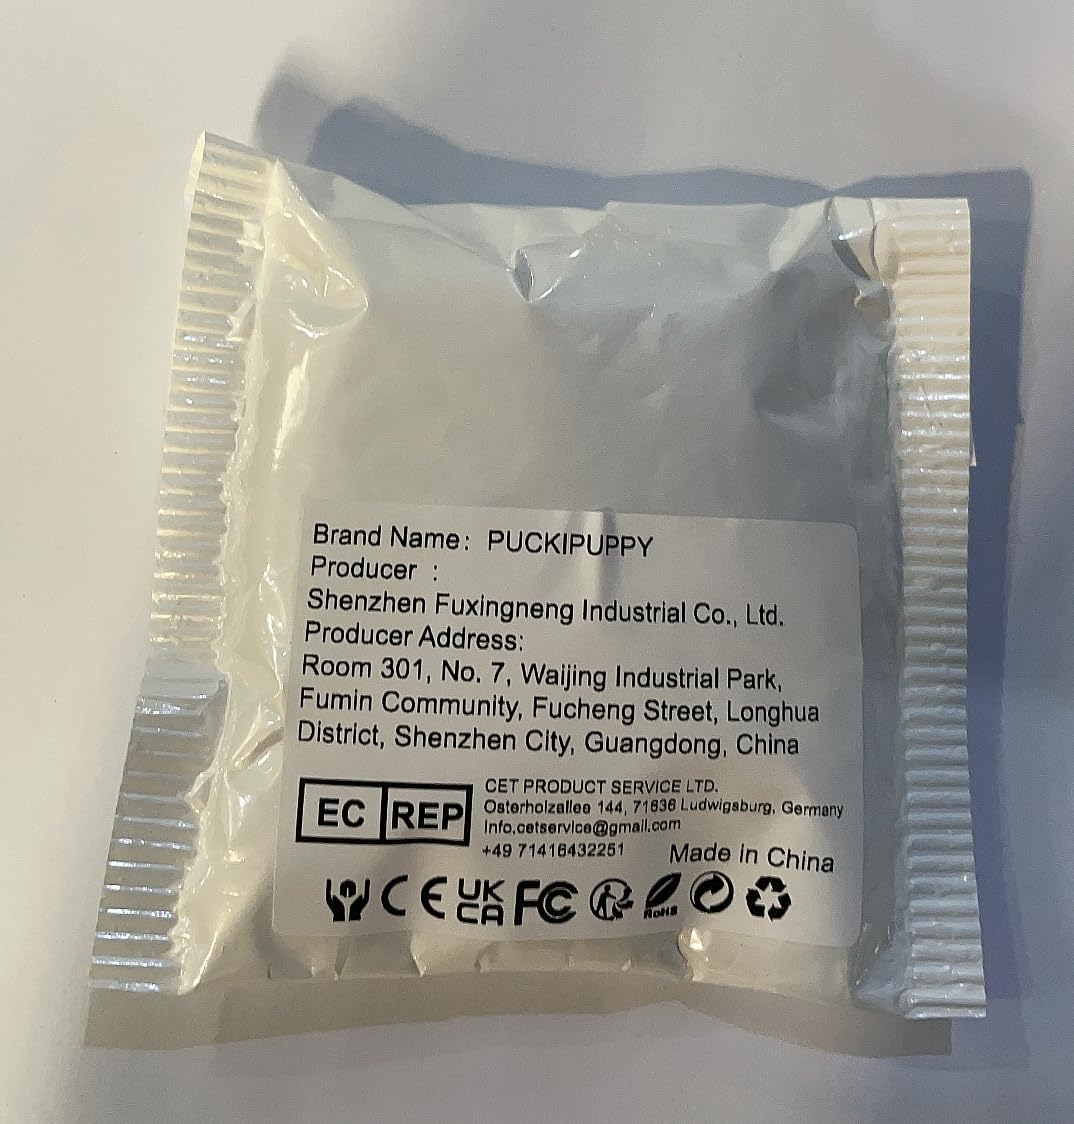 Brand Name: PUCKIPUPPY
Producer :
Shenzhen Fuxingneng Industrial Co., Ltd.
Producer Address:
Room 301, No. 7, Waijing Industrial Park,
Fumin Community, Fucheng Street, Longhua
District, Shenzhen City, Guangdong, China
EC REP
CET PRODUCT SERVICE LTD.
Osterholzallee 144, 71636 Ludwigsburg, Germany
Info.cetservice@gmail.com
+49 71416432251
Made in China
CE UKCA FC RoHS